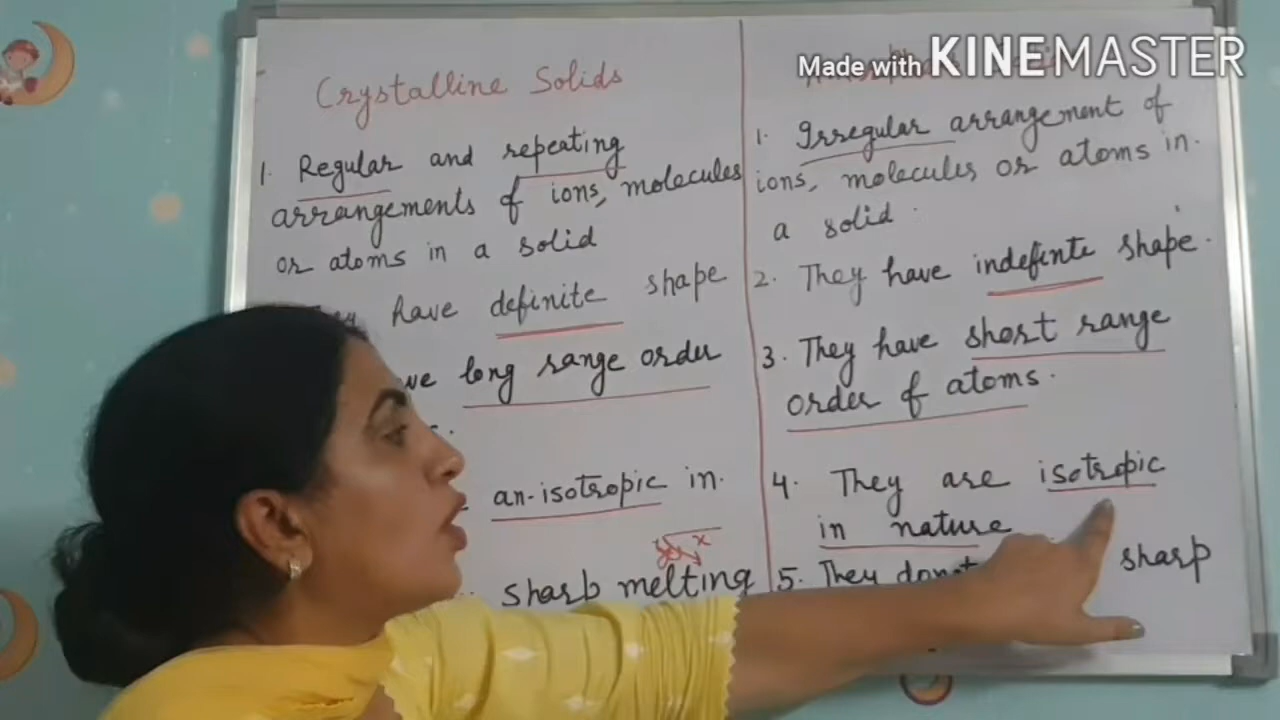 Made with KINEMASTER
Crystalline Solids
1. Regular and repeating
arrangements of ions, molecules
or atoms in a solid
have definite shape
long range order
an-isotropic in.
sharp melting
1. Irregular arrangement of
ions, molecules or atoms in.
a solid.
2. They have indefinte shape.
3. They have short range
order of atoms.
4. They are isotropic
in nature
5. They donot sharp